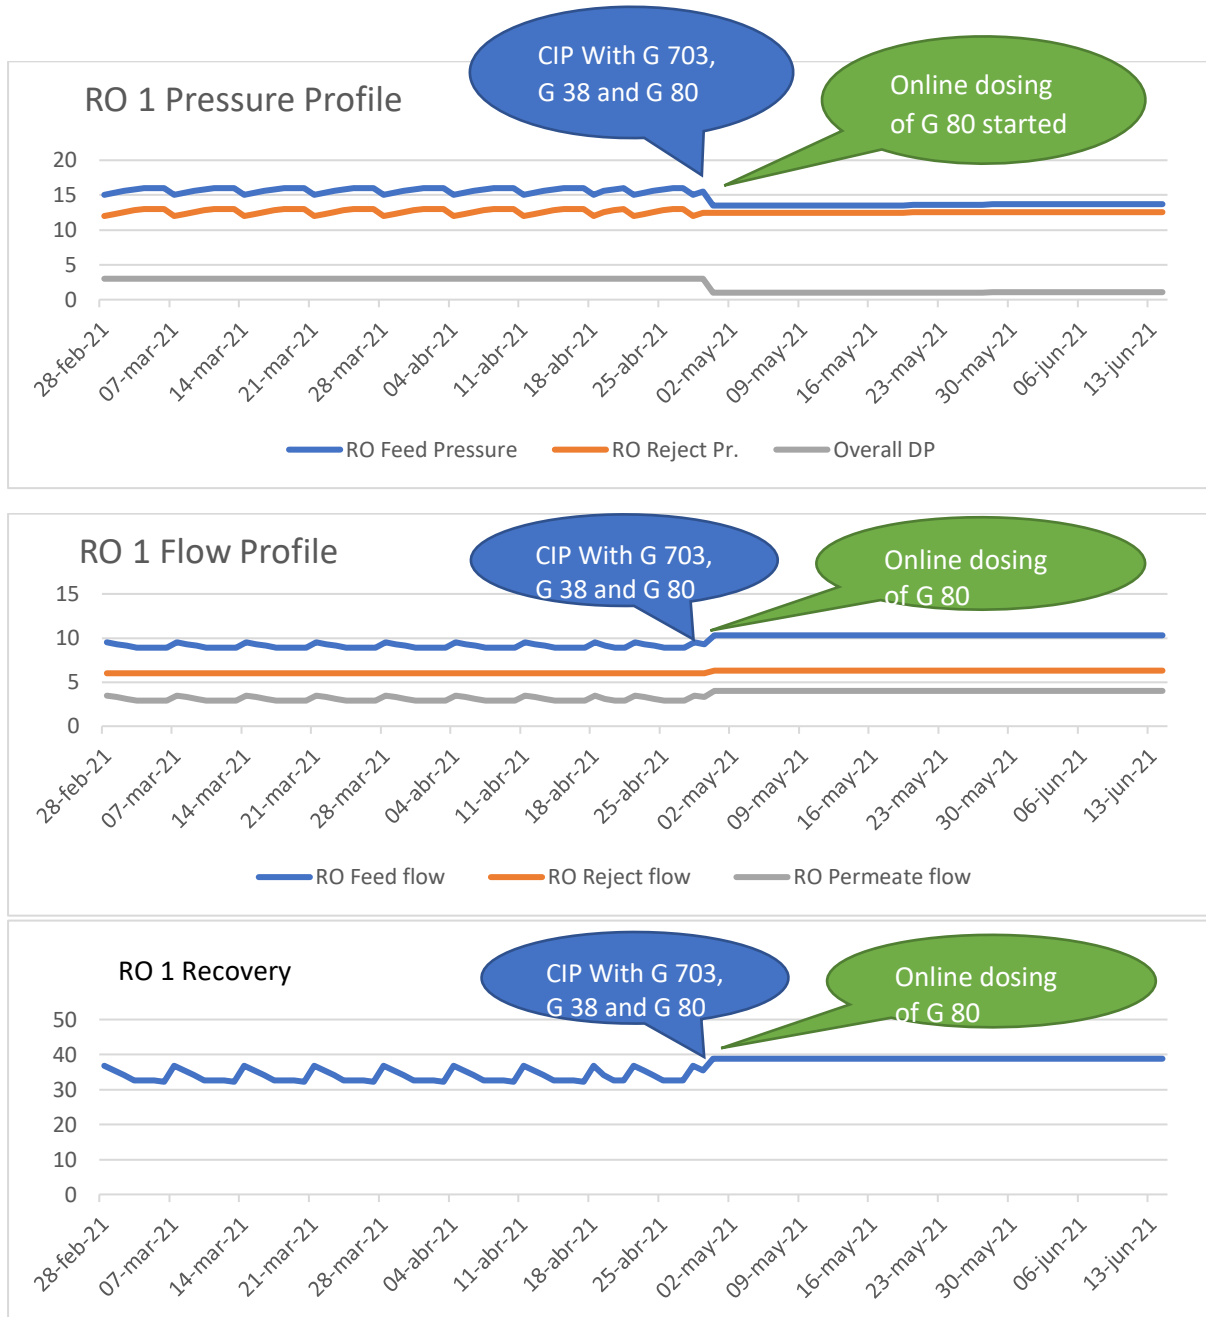 CIP With G 703,
G 38 and G 80
Online dosing
of G 80 started
RO 1 Pressure Profile
20
15
10
5
0
28-feb-21
07-mar-21
14-mar-21
21-mar-21
28-mar-21
04-abr-21
11-abr-21
18-abr-21
25-abr-21
02-may-21
09-may-21
16-may-21
23-may-21
30-may-21
06-jun-21
13-jun-21
RO Feed Pressure
RO Reject Pr.
Overall DP
RO 1 Flow Profile
CIP With G 703,
G 38 and G 80
Online dosing
of G 80
15
10
5
0
28-feb-21
07-mar-21
14-mar-21
21-mar-21
28-mar-21
04-abr-21
11-abr-21
18-abr-21
25-abr-21
02-may-21
09-may-21
16-may-21
23-may-21
30-may-21
06-jun-21
13-jun-21
RO Feed flow
RO Reject flow
RO Permeate flow
RO 1 Recovery
CIP With G 703,
G 38 and G 80
Online dosing
of G 80
50
40
30
20
10
0
28-feb-21
07-mar-21
14-mar-21
21-mar-21
28-mar-21
04-abr-21
11-abr-21
18-abr-21
25-abr-21
02-may-21
09-may-21
16-may-21
23-may-21
30-may-21
06-jun-21
13-jun-21